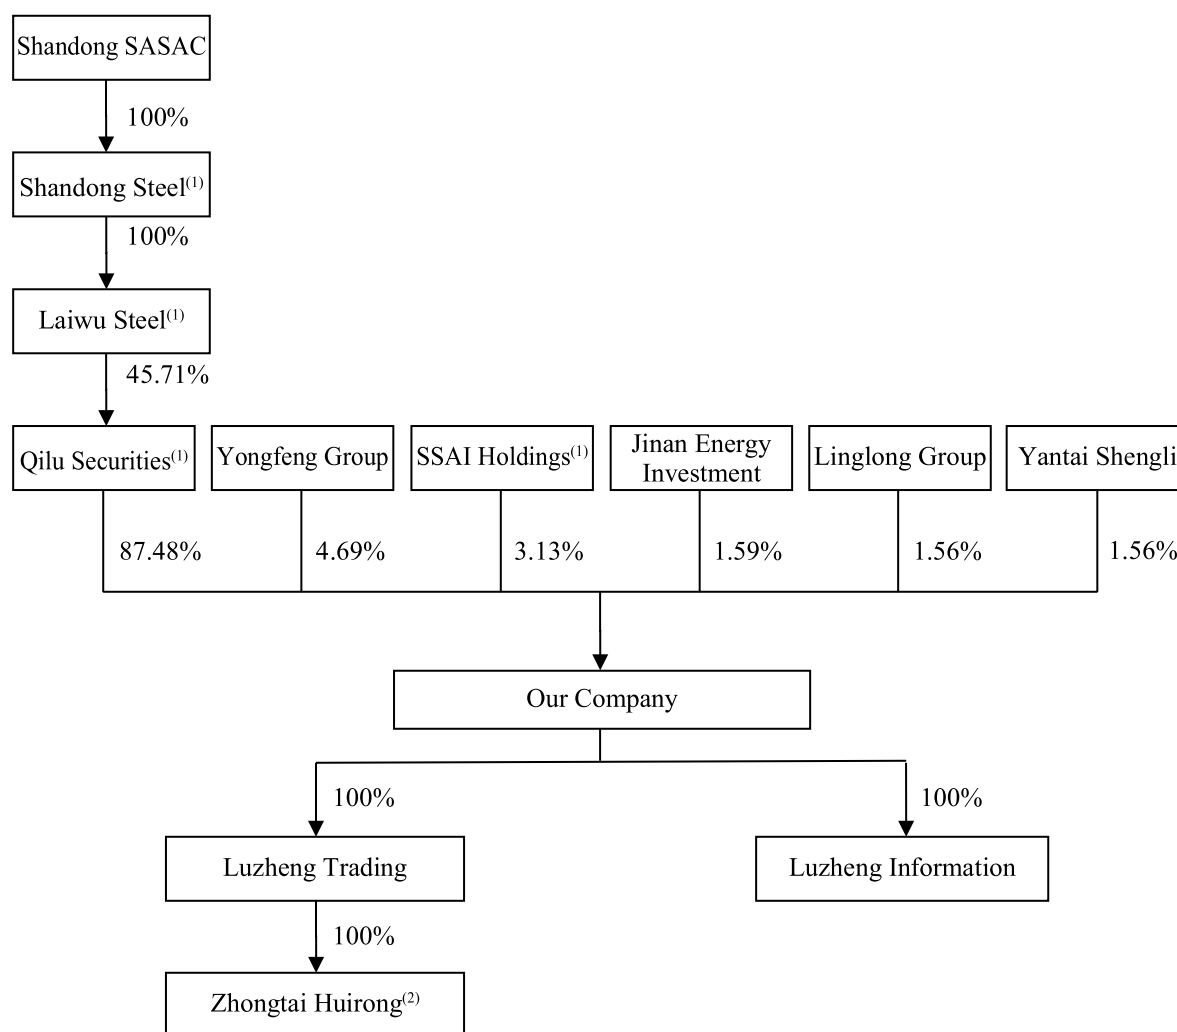 Shandong SASAC
100%
Shandong Steel(1)
100%
Laiwu Steel(1)
45.71%
Qilu Securities(1)
Yongfeng Group
SSAI Holdings(1)
Jinan Energy
Investment
Linglong Group
Yantai Shengli
87.48%
4.69%
3.13%
1.59%
1.56%
1.56%
Our Company
100%
100%
Luzheng Trading
Luzheng Information
100%
Zhongtai Huirong(2)